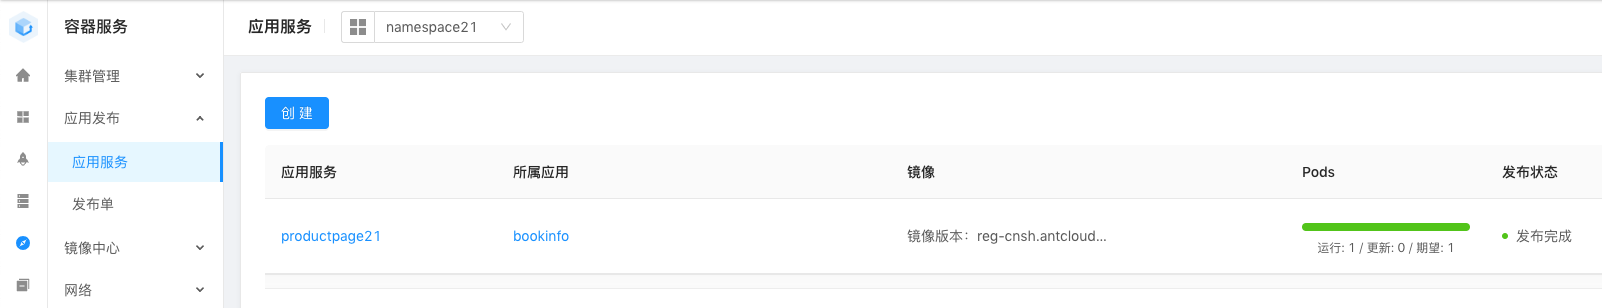 容器服务
应用服务
namespace21
集群管理
应用发布
创 建
应用服务
应用服务
所属应用
镜像
Pods
发布状态
发布单
productpage21
bookinfo
镜像版本：reg-cnsh.antcloud...
运行: 1 / 更新: 0 / 期望: 1
发布完成
镜像中心
网络